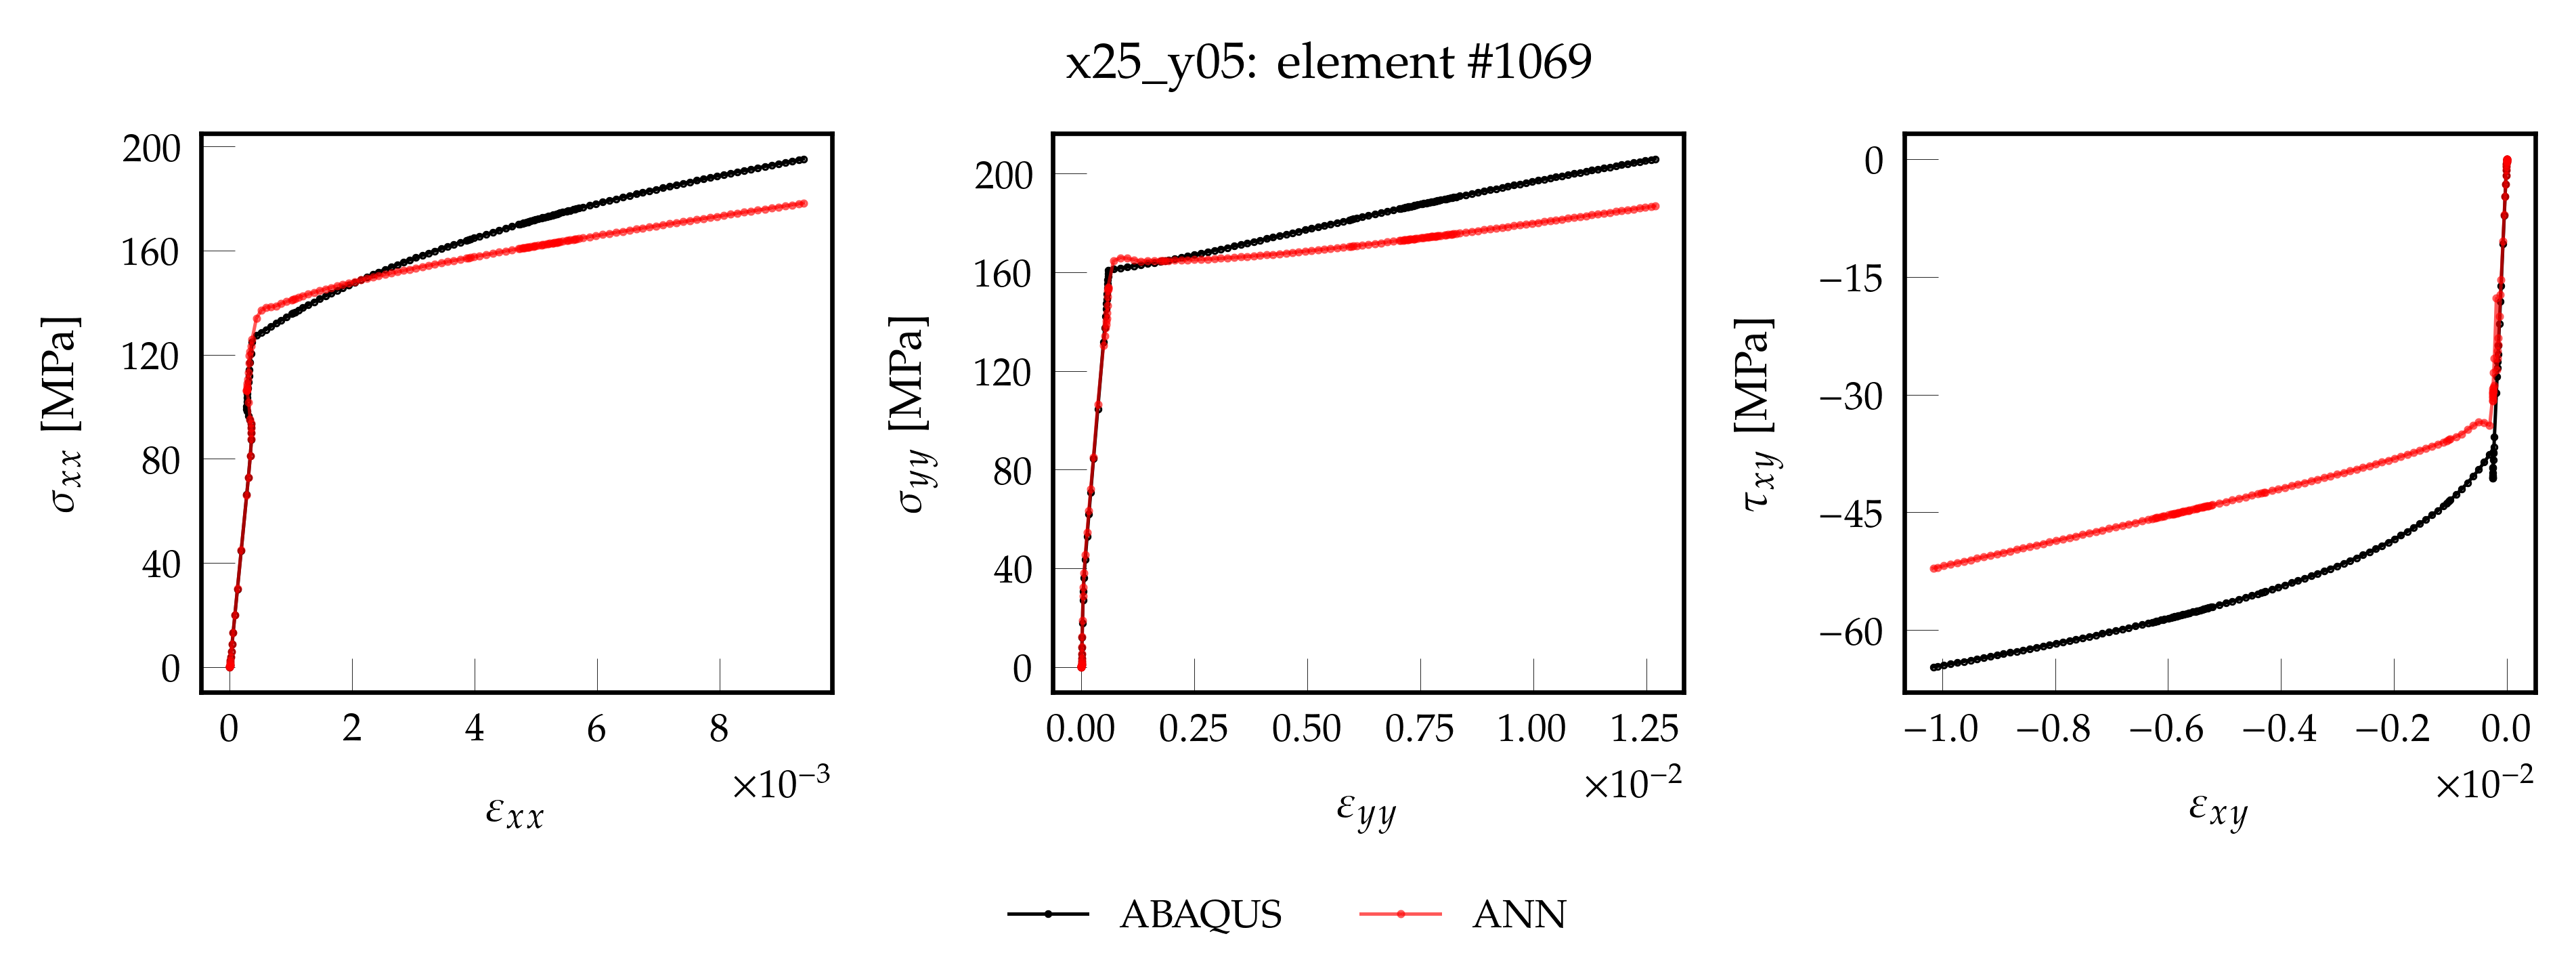 x25_y05: element #1069
σxx [MPa]
200
160
120
80
40
0
0 2 4 6 8
×10−3
εxx
σyy [MPa]
200
160
120
80
40
0
0.00 0.25 0.50 0.75 1.00 1.25
×10−2
εyy
τxy [MPa]
0
−15
−30
−45
−60
−1.0 −0.8 −0.6 −0.4 −0.2 0.0
×10−2
εxy
ABAQUS ANN